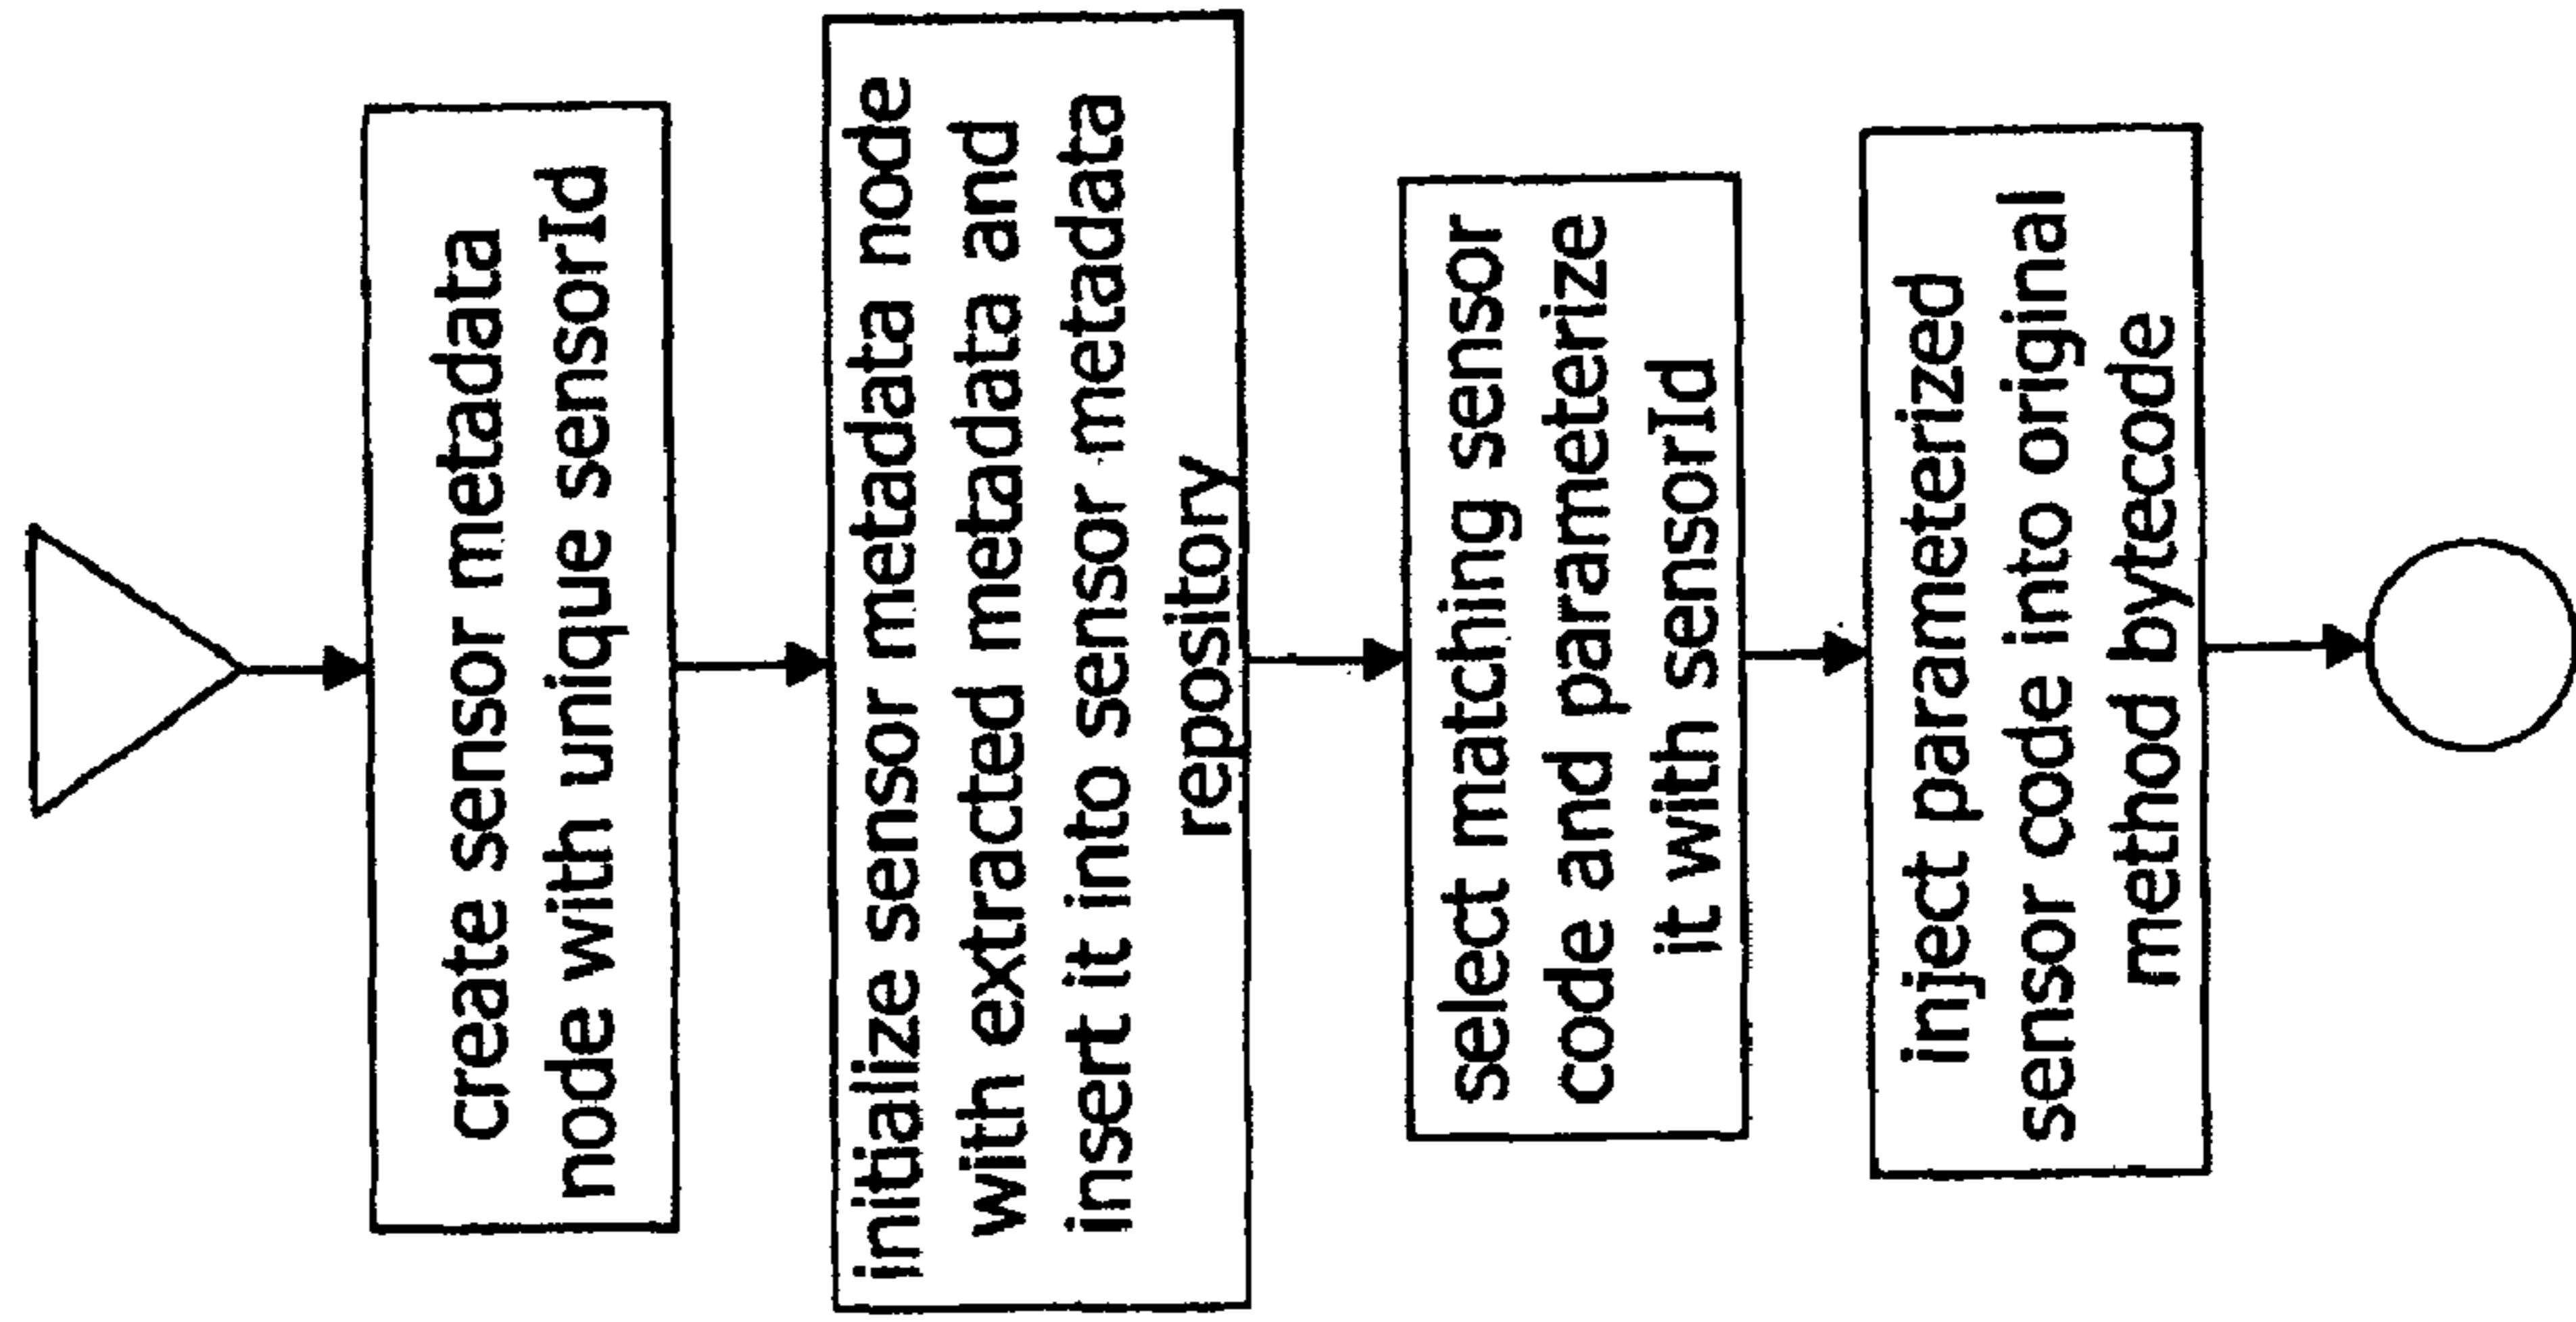 create sensor metadata
node with unique sensorId
initialize sensor metadata node
with extracted metadata and
insert it into sensor metadata
repository
select matching sensor
code and parameterize
it with sensorId
inject parameterized
sensor code into original
method bytecode